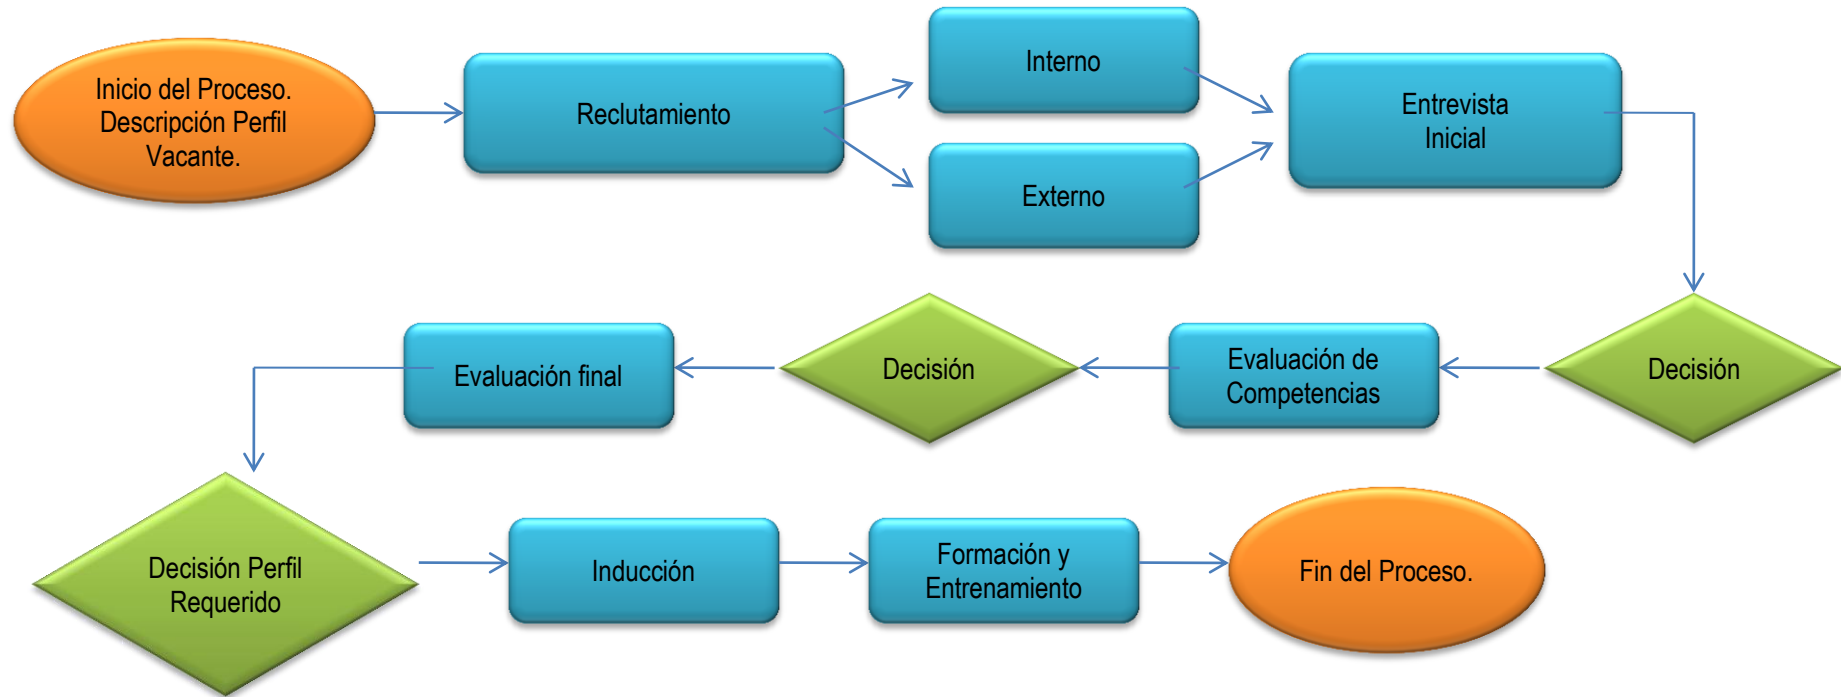 Inicio del Proceso.
Descripción Perfil
Vacante.
Reclutamiento
Interno
Externo
Entrevista
Inicial
Decisión
Evaluación de
Competencias
Decisión
Evaluación final
Decisión Perfil
Requerido
Inducción
Formación y
Entrenamiento
Fin del Proceso.